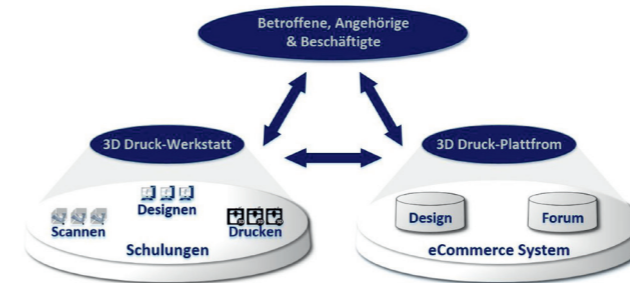 Betroffene, Angehörige
& Beschäftigte
3D Druck-Werkstatt
3D Druck-Plattfrom
Designen
Scannen
Drucken
Schulungen
Design
Forum
eCommerce System